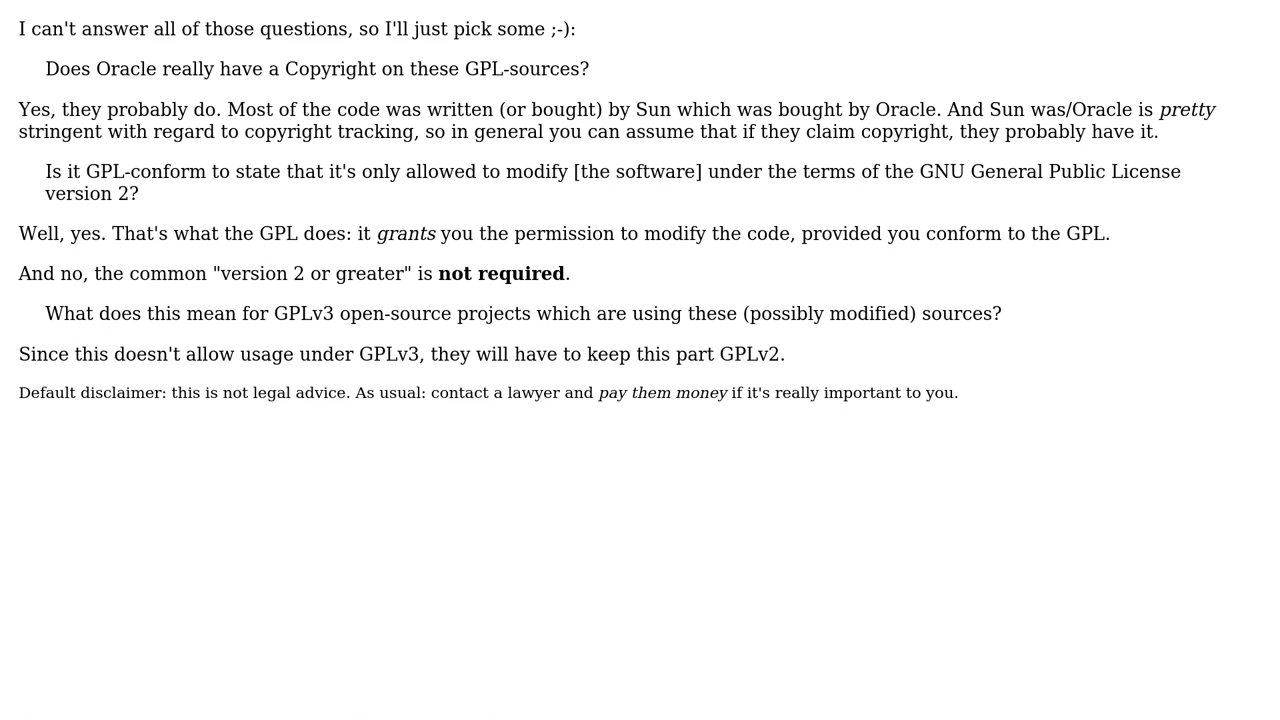 I can't answer all of those questions, so I'll just pick some ;-):
Does Oracle really have a Copyright on these GPL-sources?
Yes, they probably do. Most of the code was written (or bought) by Sun which was bought by Oracle. And Sun was/Oracle is pretty
stringent with regard to copyright tracking, so in general you can assume that if they claim copyright, they probably have it.
Is it GPL-conform to state that it's only allowed to modify [the software] under the terms of the GNU General Public License
version 2?
Well, yes. That's what the GPL does: it grants you the permission to modify the code, provided you conform to the GPL.
And no, the common "version 2 or greater" is not required.
What does this mean for GPLv3 open-source projects which are using these (possibly modified) sources?
Since this doesn't allow usage under GPLv3, they will have to keep this part GPLv2.
Default disclaimer: this is not legal advice. As usual: contact a lawyer and pay them money if it's really important to you.